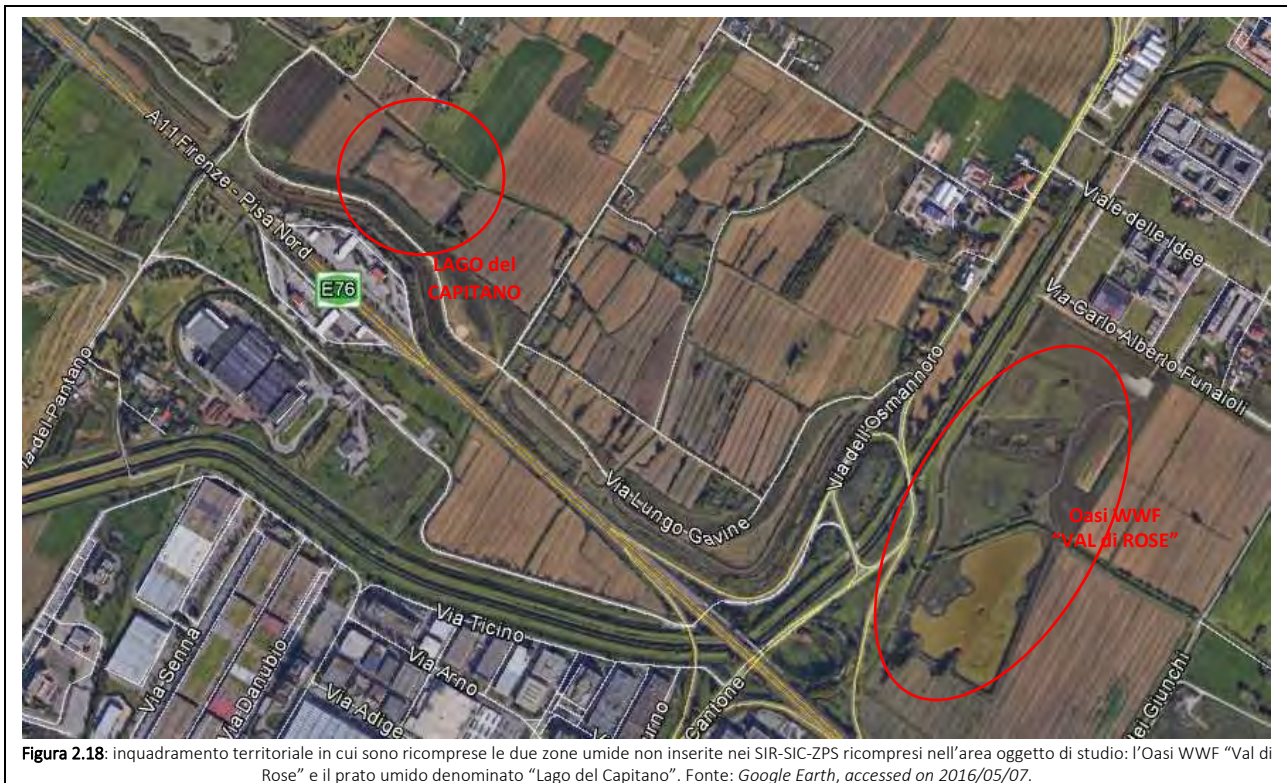 A11 Firenze - Pisa Nord
E76
LAGO del
CAPITANO
Viale delle Idee
Via Carlo Alberto Funaioli
Via dell'Osmannoro
Via Lungo Gavine
Oasi WWF
"VAL di ROSE"
del Pantano
Via Ticino
Via Senna
Via Danubio
Via Arno
Via Adige
Cantone
dei Giunchi
Figura 2.18: inquadramento territoriale in cui sono ricomprese le due zone umide non inserite nei SIR-SIC-ZPS ricompresi nell'area oggetto di studio: l'Oasi WWF "Val di
Rose" e il prato umido denominato "Lago del Capitano". Fonte: Google Earth, accessed on 2016/05/07.